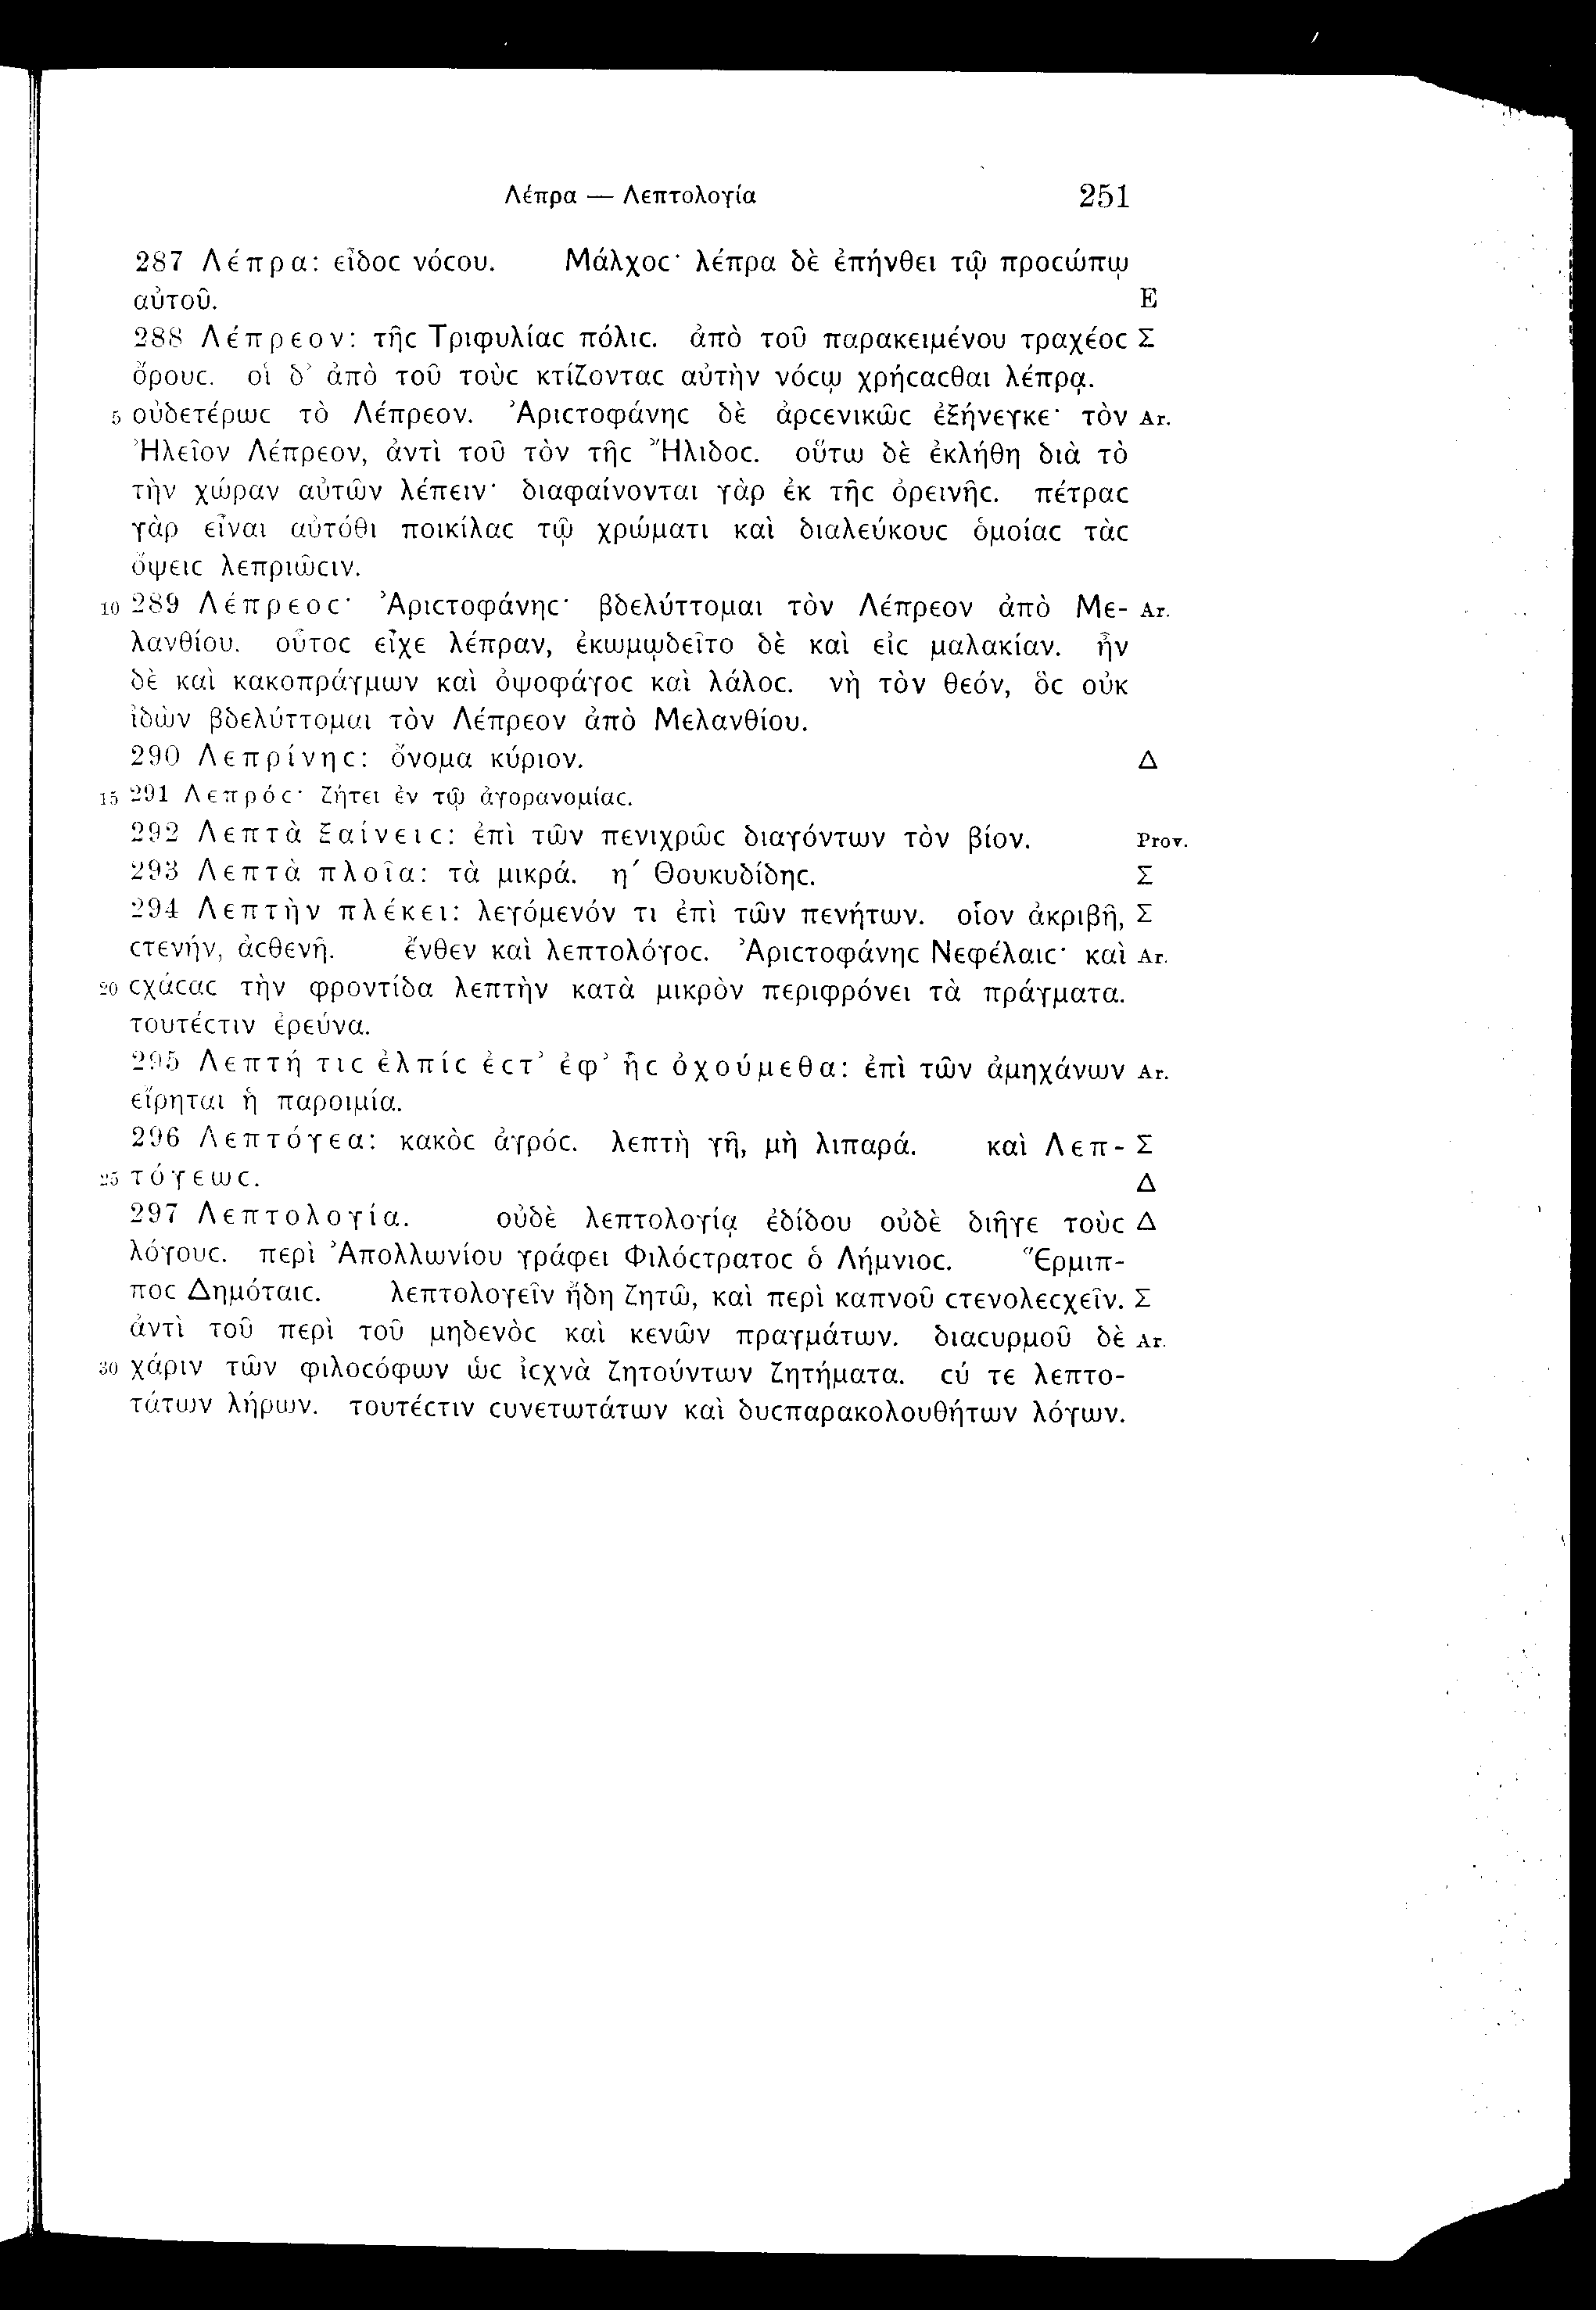 Λέπρα — Λεπτολογία 251
287 Λέπρα: εἶδοϲ νόϲου. Μάλχοϲ· λέπρα δὲ ἐπήνθει τῷ προϲώπῳ
αὐτοῦ. E
288 Λέπρεον: τῆϲ Τριφυλίαϲ πόλιϲ. ἀπὸ τοῦ παρακειμένου τραχέοϲ Σ
ὄρουϲ. οἱ δ’ ἀπὸ τοῦ τοὺϲ κτίζονταϲ αὐτὴν νόϲῳ χρήϲαϲθαι λέπρᾳ.
5 οὐδετέρωϲ τὸ Λέπρεον. Ἀριϲτοφάνηϲ δὲ ἀρϲενικῶϲ ἐξήνεγκε· τὸν Ar.
Ἠλεῖον Λέπρεον, ἀντὶ τοῦ τὸν τῆϲ Ἤλιδοϲ. οὕτω δὲ ἐκλήθη διὰ τὸ
τὴν χώραν αὐτῶν λέπειν· διαφαίνονται γὰρ ἐκ τῆϲ ὀρεινῆϲ. πέτραϲ
γὰρ εἶναι αὐτόθι ποικίλαϲ τῷ χρώματι καὶ διαλεύκουϲ ὁμοίαϲ τὰϲ
ὄψειϲ λεπριῶϲιν.
10 289 Λέπρεοϲ· Ἀριϲτοφάνηϲ· βδελύττομαι τὸν Λέπρεον ἀπὸ Με- Ar.
λανθίου. οὗτοϲ εἶχε λέπραν, ἐκωμῳδεῖτο δὲ καὶ εἰϲ μαλακίαν. ἦν
δὲ καὶ κακοπράγμων καὶ ὀψοφάγοϲ καὶ λάλοϲ. νὴ τὸν θεόν, ὃϲ οὐκ
ἰδὼν βδελύττομαι τὸν Λέπρεον ἀπὸ Μελανθίου.
290 Λεπρίνηϲ: ὄνομα κύριον. Δ
15 291 Λεπρόϲ· ζήτει ἐν τῷ ἀγορανομίαϲ.
292 Λεπτὰ ξαίνειϲ: ἐπὶ τῶν πενιχρῶϲ διαγόντων τὸν βίον. Prov.
293 Λεπτὰ πλοῖα: τὰ μικρά. η´ Θουκυδίδηϲ. Σ
294 Λεπτὴν πλέκει: λεγόμενόν τι ἐπὶ τῶν πενήτων. οἷον ἀκριβῆ, Σ
ϲτενήν, ἀϲθενῆ. ἔνθεν καὶ λεπτολόγοϲ. Ἀριϲτοφάνηϲ Νεφέλαιϲ· καὶ Ar.
20 ϲχάϲαϲ τὴν φροντίδα λεπτὴν κατὰ μικρὸν περιφρόνει τὰ πράγματα.
τουτέϲτιν ἐρεύνα.
295 Λεπτή τιϲ ἐλπίϲ ἐϲτ’ ἐφ’ ἧϲ ὀχούμεθα: ἐπὶ τῶν ἀμηχάνων Ar.
εἴρηται ἡ παροιμία.
296 Λεπτόγεα: κακὸϲ ἀγρόϲ. λεπτὴ γῆ, μὴ λιπαρά. καὶ Λεπ- Σ
25 τόγεωϲ. Δ
297 Λεπτολογία. οὐδὲ λεπτολογίᾳ ἐδίδου οὐδὲ διῆγε τοὺϲ Δ
λόγουϲ. περὶ Ἀπολλωνίου γράφει Φιλόϲτρατοϲ ὁ Λήμνιοϲ. Ἕρμιπ-
ποϲ Δημόταιϲ. λεπτολογεῖν ἤδη ζητῶ, καὶ περὶ καπνοῦ ϲτενολεϲχεῖν. Σ
ἀντὶ τοῦ περὶ τοῦ μηδενὸϲ καὶ κενῶν πραγμάτων. διαϲυρμοῦ δὲ Ar.
30 χάριν τῶν φιλοϲόφων ὡϲ ἰϲχνὰ ζητούντων ζητήματα. ϲύ τε λεπτο-
τάτων λήρων. τουτέϲτιν ϲυνετωτάτων καὶ δυϲπαρακολουθήτων λόγων.